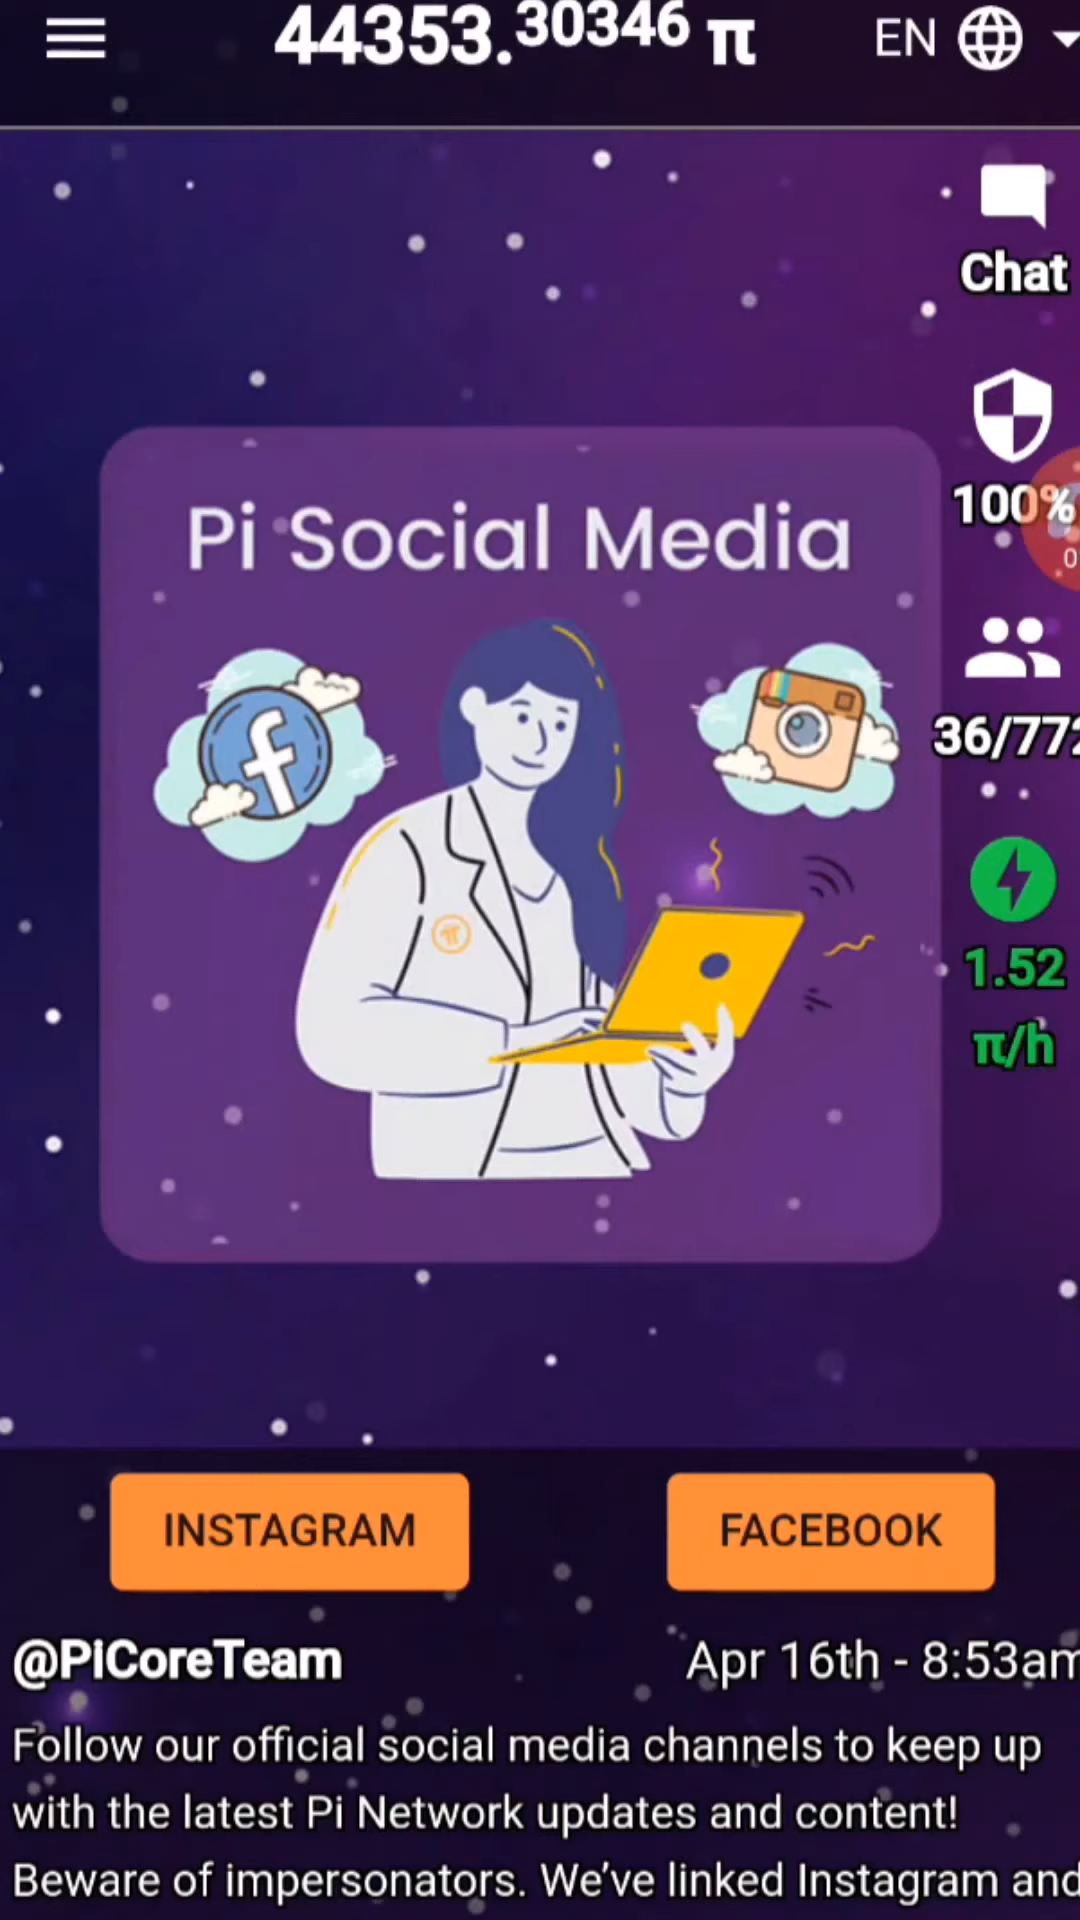 44353.30346 π
EN
Chat
100%
0
36/772
1.52
π/h
Pi Social Media
f
π
INSTAGRAM
FACEBOOK
@PiCoreTeam
Apr 16th - 8:53am
Follow our official social media channels to keep up
with the latest Pi Network updates and content!
Beware of impersonators. We’ve linked Instagram and